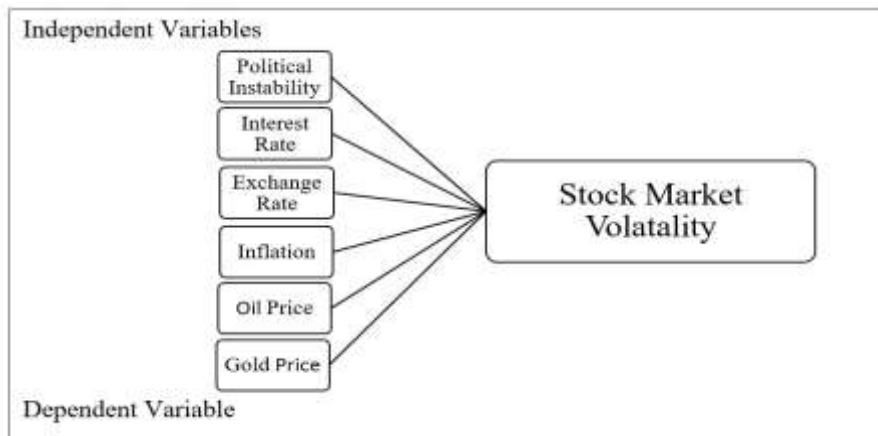 Independent Variables
Political
Instability
Interest
Rate
Exchange
Rate
Inflation
Oil Price
Gold Price
Stock Market
Volatality
Dependent Variable